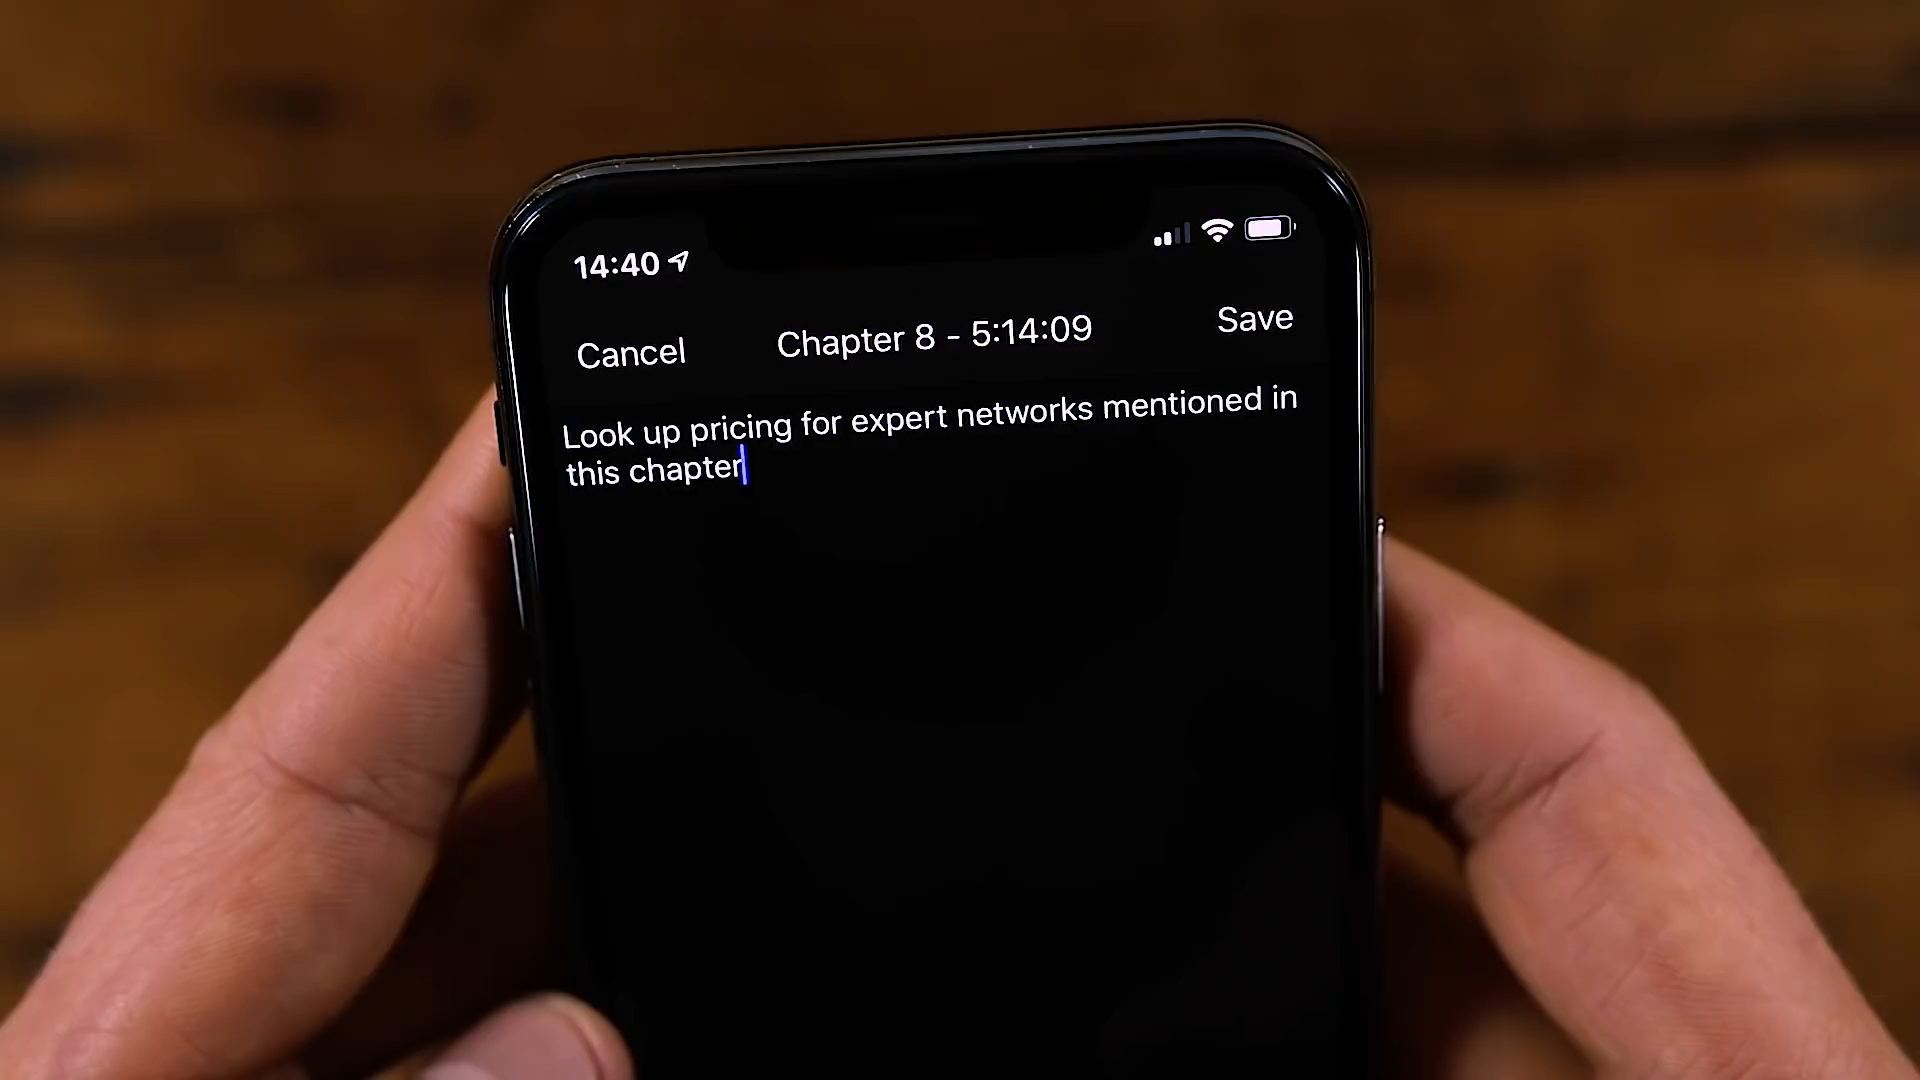 14:40
Cancel Chapter 8 - 5:14:09 Save
Look up pricing for expert networks mentioned in
this chapter